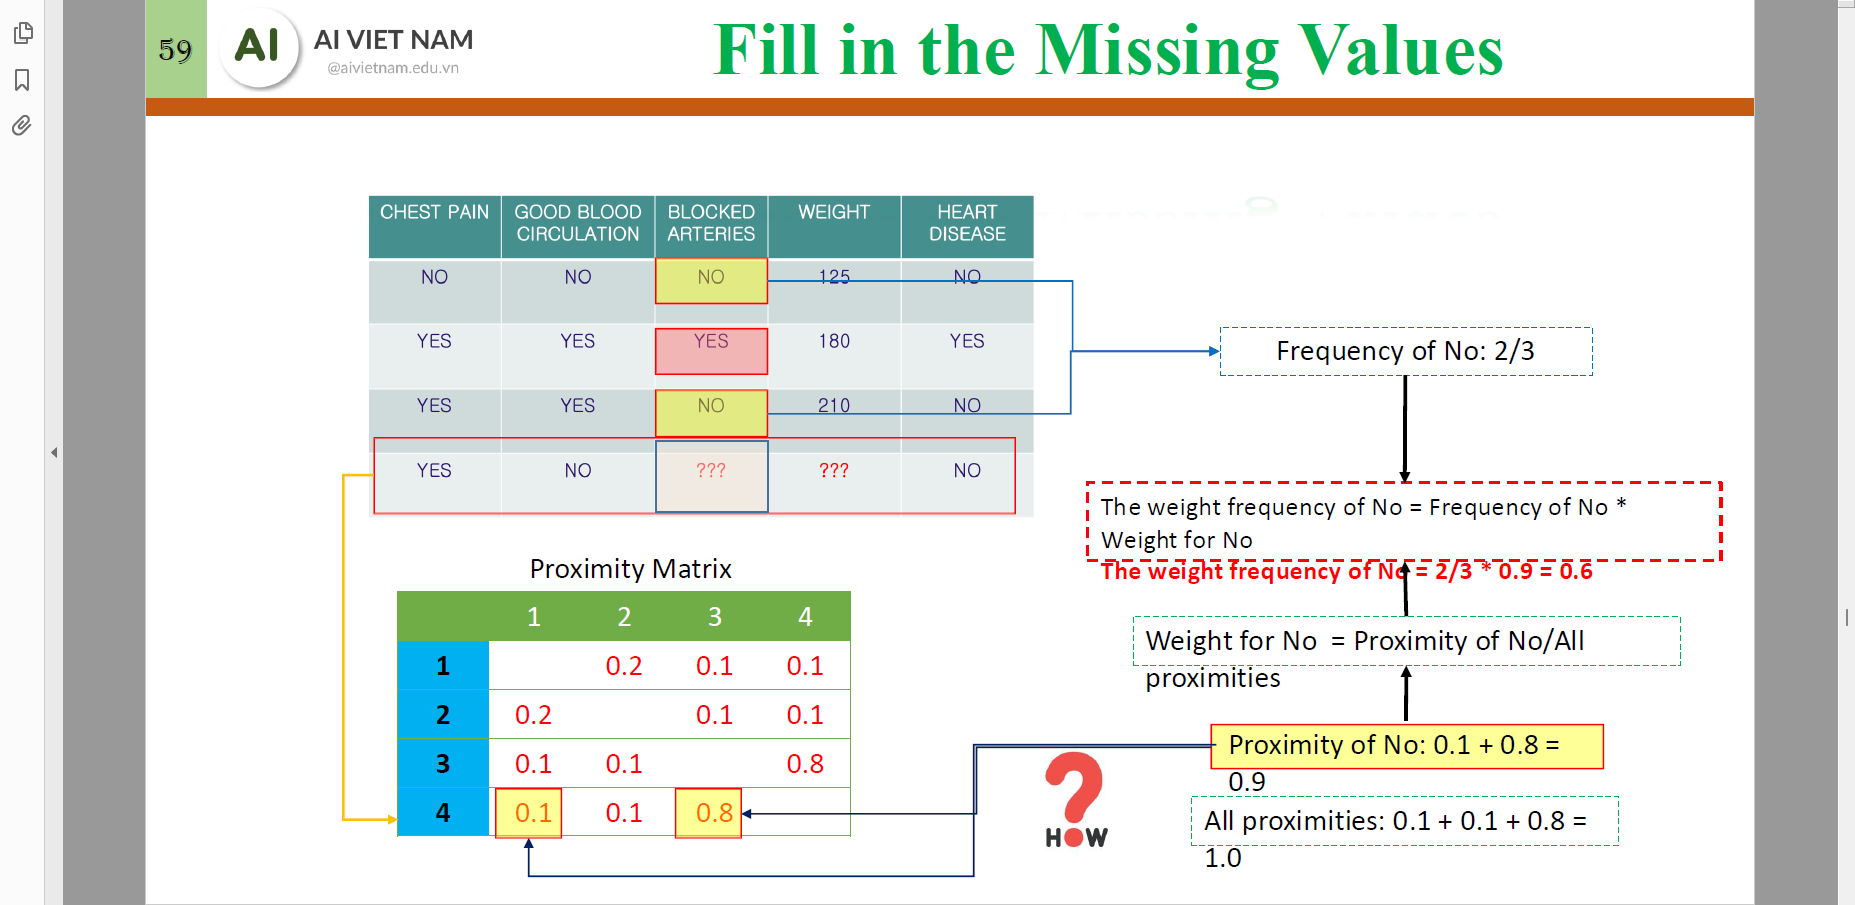 59
AI
AI VIET NAM
@aivietnam.edu.vn
Fill in the Missing Values
CHEST PAIN GOOD BLOOD CIRCULATION BLOCKED ARTERIES WEIGHT HEART DISEASE
NO NO NO 125 NO
YES YES YES 180 YES
YES YES NO 210 NO
YES NO ??? ??? NO
Frequency of No: 2/3
The weight frequency of No = Frequency of No *
Weight for No
The weight frequency of No = 2/3 * 0.9 = 0.6
Weight for No = Proximity of No/All
proximities
Proximity of No: 0.1 + 0.8 =
0.9
All proximities: 0.1 + 0.1 + 0.8 =
1.0
Proximity Matrix
1 2 3 4
1 0.2 0.1 0.1
2 0.2 0.1 0.1
3 0.1 0.1 0.8
4 0.1 0.1 0.8
HOW